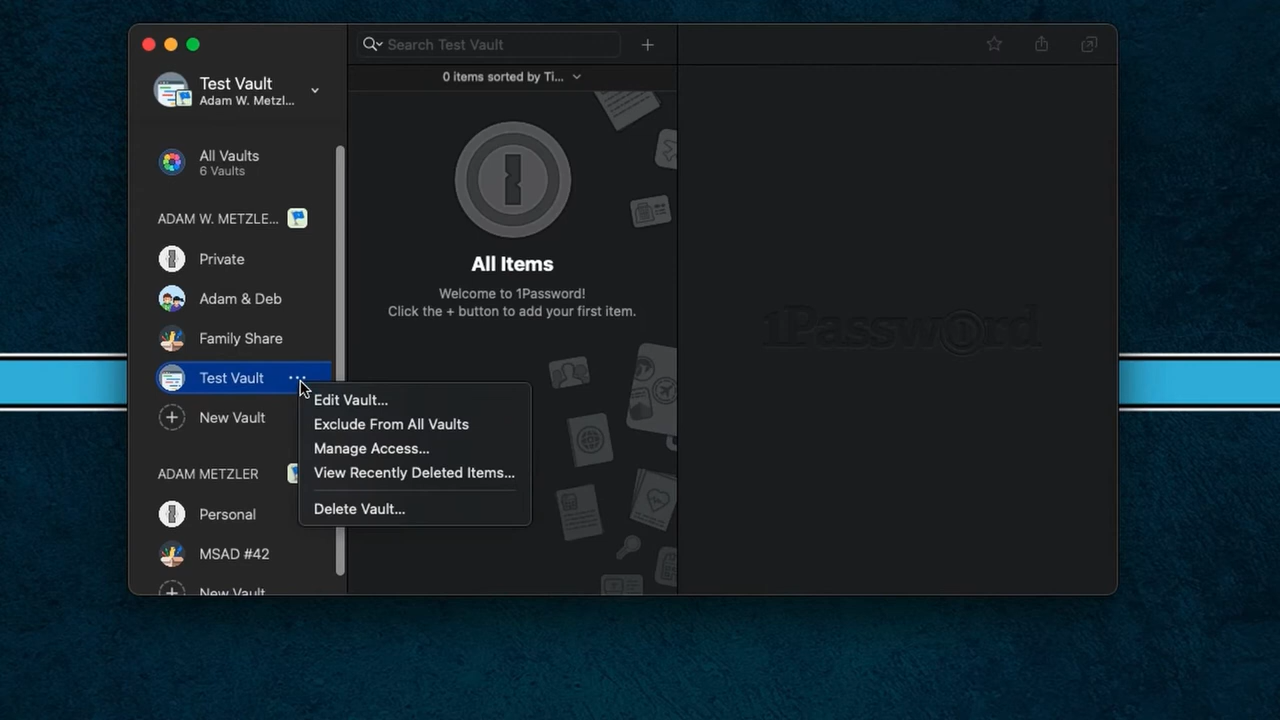 Search Test Vault
Test Vault
Adam W. Metzl...
0 items sorted by Ti...
All Vaults
6 Vaults
ADAM W. METZLE...
Private
Adam & Deb
Family Share
Test Vault
New Vault
ADAM METZLER
Personal
MSAD #42
New Vault
All Items
Welcome to 1Password!
Click the + button to add your first item.
Edit Vault...
Exclude From All Vaults
Manage Access...
View Recently Deleted Items...
Delete Vault...
1Password